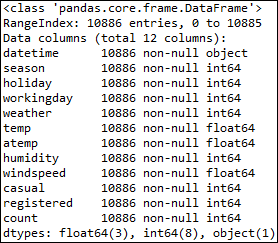 <class 'pandas.core.frame.DataFrame'>
RangeIndex: 10886 entries, 0 to 10885
Data columns (total 12 columns):
datetime      10886 non-null object
season        10886 non-null int64
holiday       10886 non-null int64
workingday    10886 non-null int64
weather       10886 non-null int64
temp          10886 non-null float64
atemp         10886 non-null float64
humidity      10886 non-null int64
windspeed     10886 non-null float64
casual        10886 non-null int64
registered    10886 non-null int64
count         10886 non-null int64
dtypes: float64(3), int64(8), object(1)